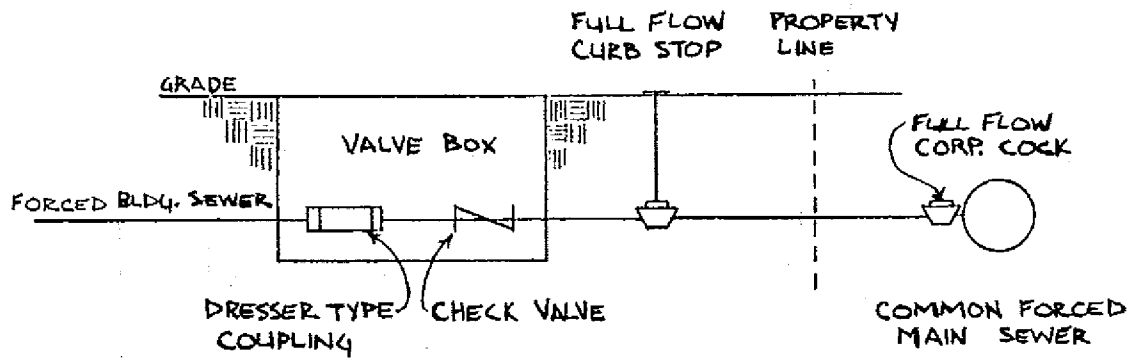 FULL FLOW
CURB STOP
PROPERTY
LINE
GRADE
VALVE BOX
FULL FLOW
CORP. COCK
FORCED BLDG. SEWER
DRESSER TYPE
COUPLING
CHECK VALVE
COMMON FORCED
MAIN SEWER